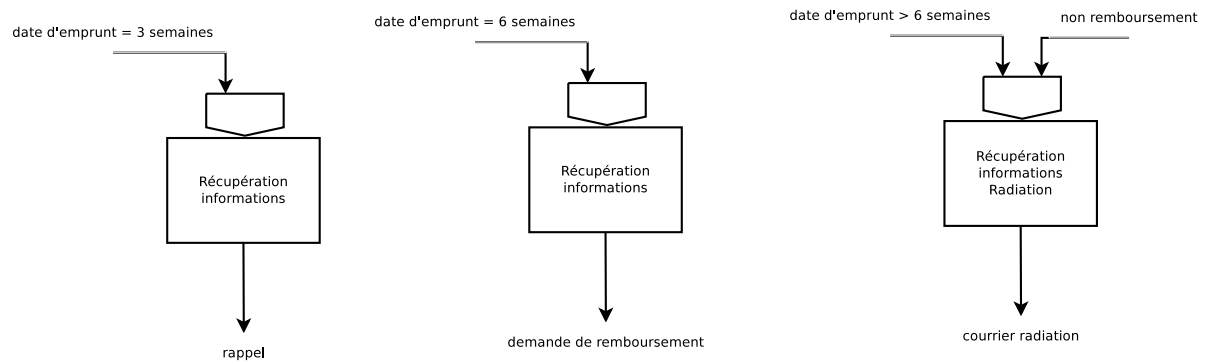 date d'emprunt = 3 semaines
Récupération
informations
rappel
date d'emprunt = 6 semaines
Récupération
informations
demande de remboursement
date d'emprunt > 6 semaines
non remboursement
Récupération
informations
Radiation
courrier radiation